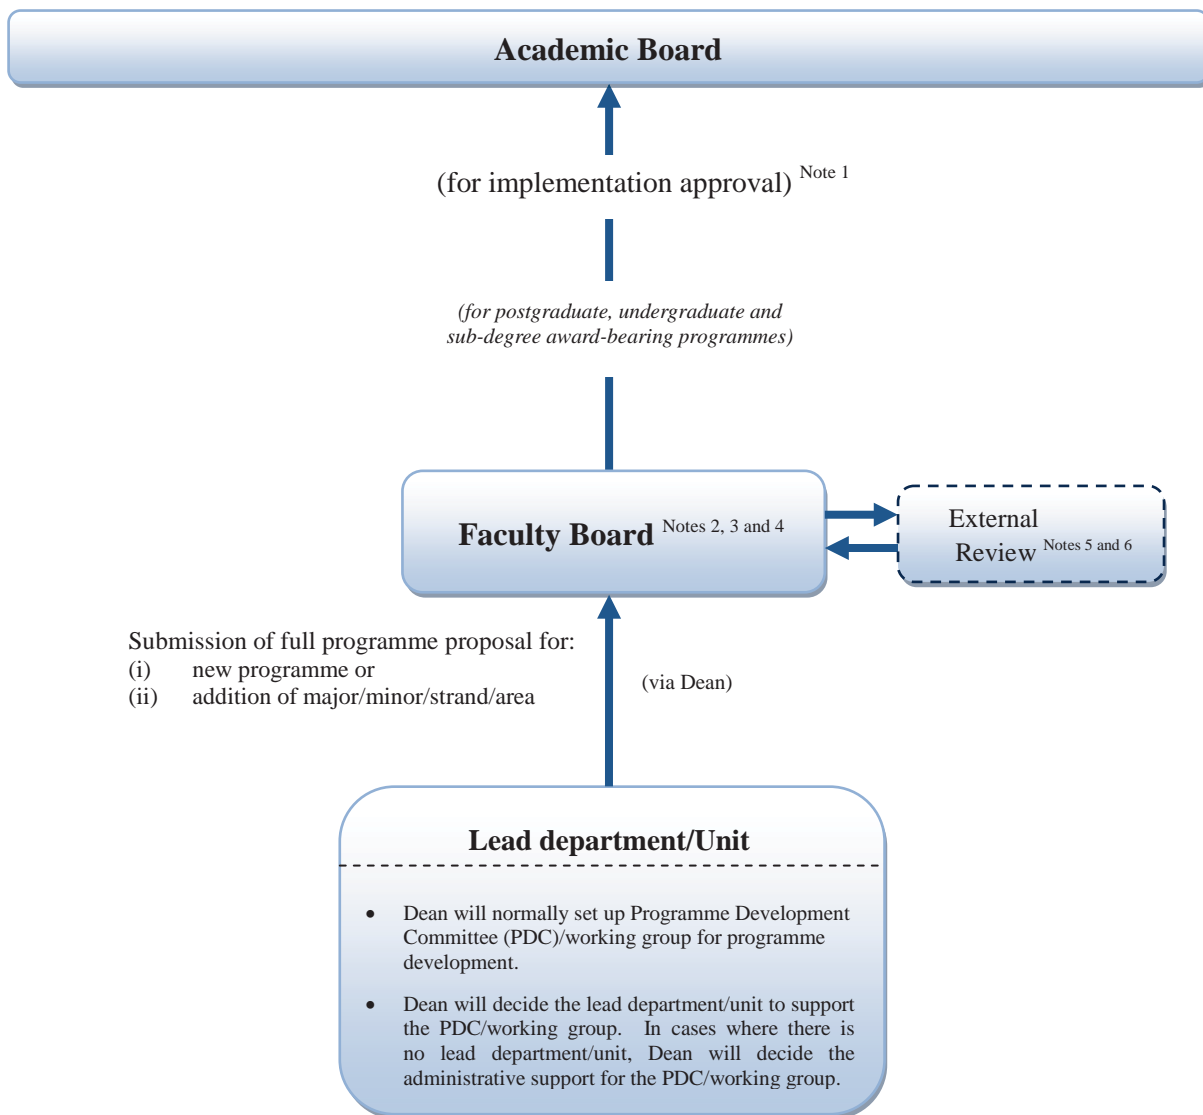 Academic Board
(for implementation approval) Note 1
(for postgraduate, undergraduate and
sub-degree award-bearing programmes)
Faculty Board Notes 2, 3 and 4
External
Review Notes 5 and 6
Submission of full programme proposal for:
(i) new programme or
(ii) addition of major/minor/strand/area
(via Dean)
Lead department/Unit
• Dean will normally set up Programme Development
Committee (PDC)/working group for programme
development.
• Dean will decide the lead department/unit to support
the PDC/working group. In cases where there is
no lead department/unit, Dean will decide the
administrative support for the PDC/working group.